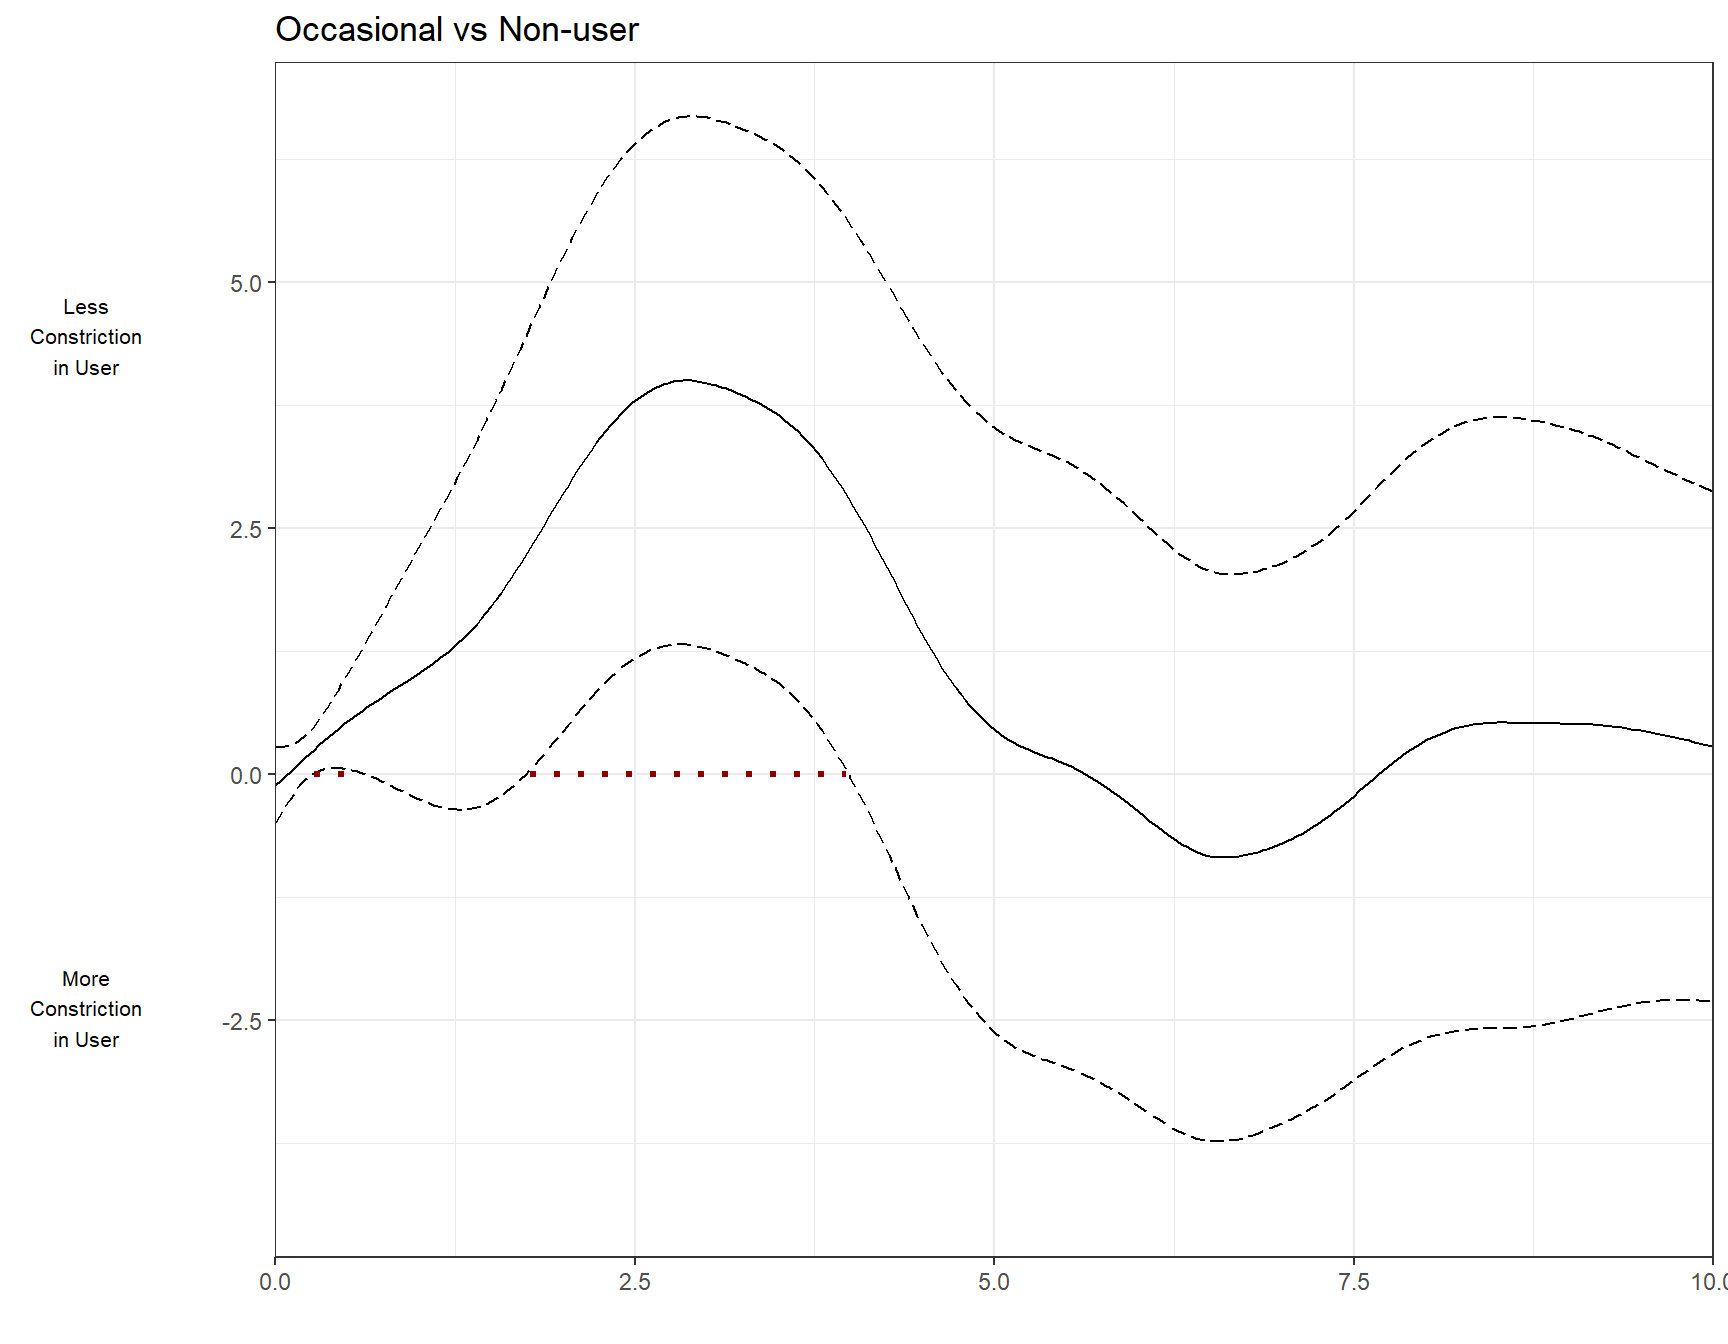 Occasional vs Non-user
Less
Constriction
in User
More
Constriction
in User
5.0
2.5
0.0
-2.5
0.0
2.5
5.0
7.5
10.0